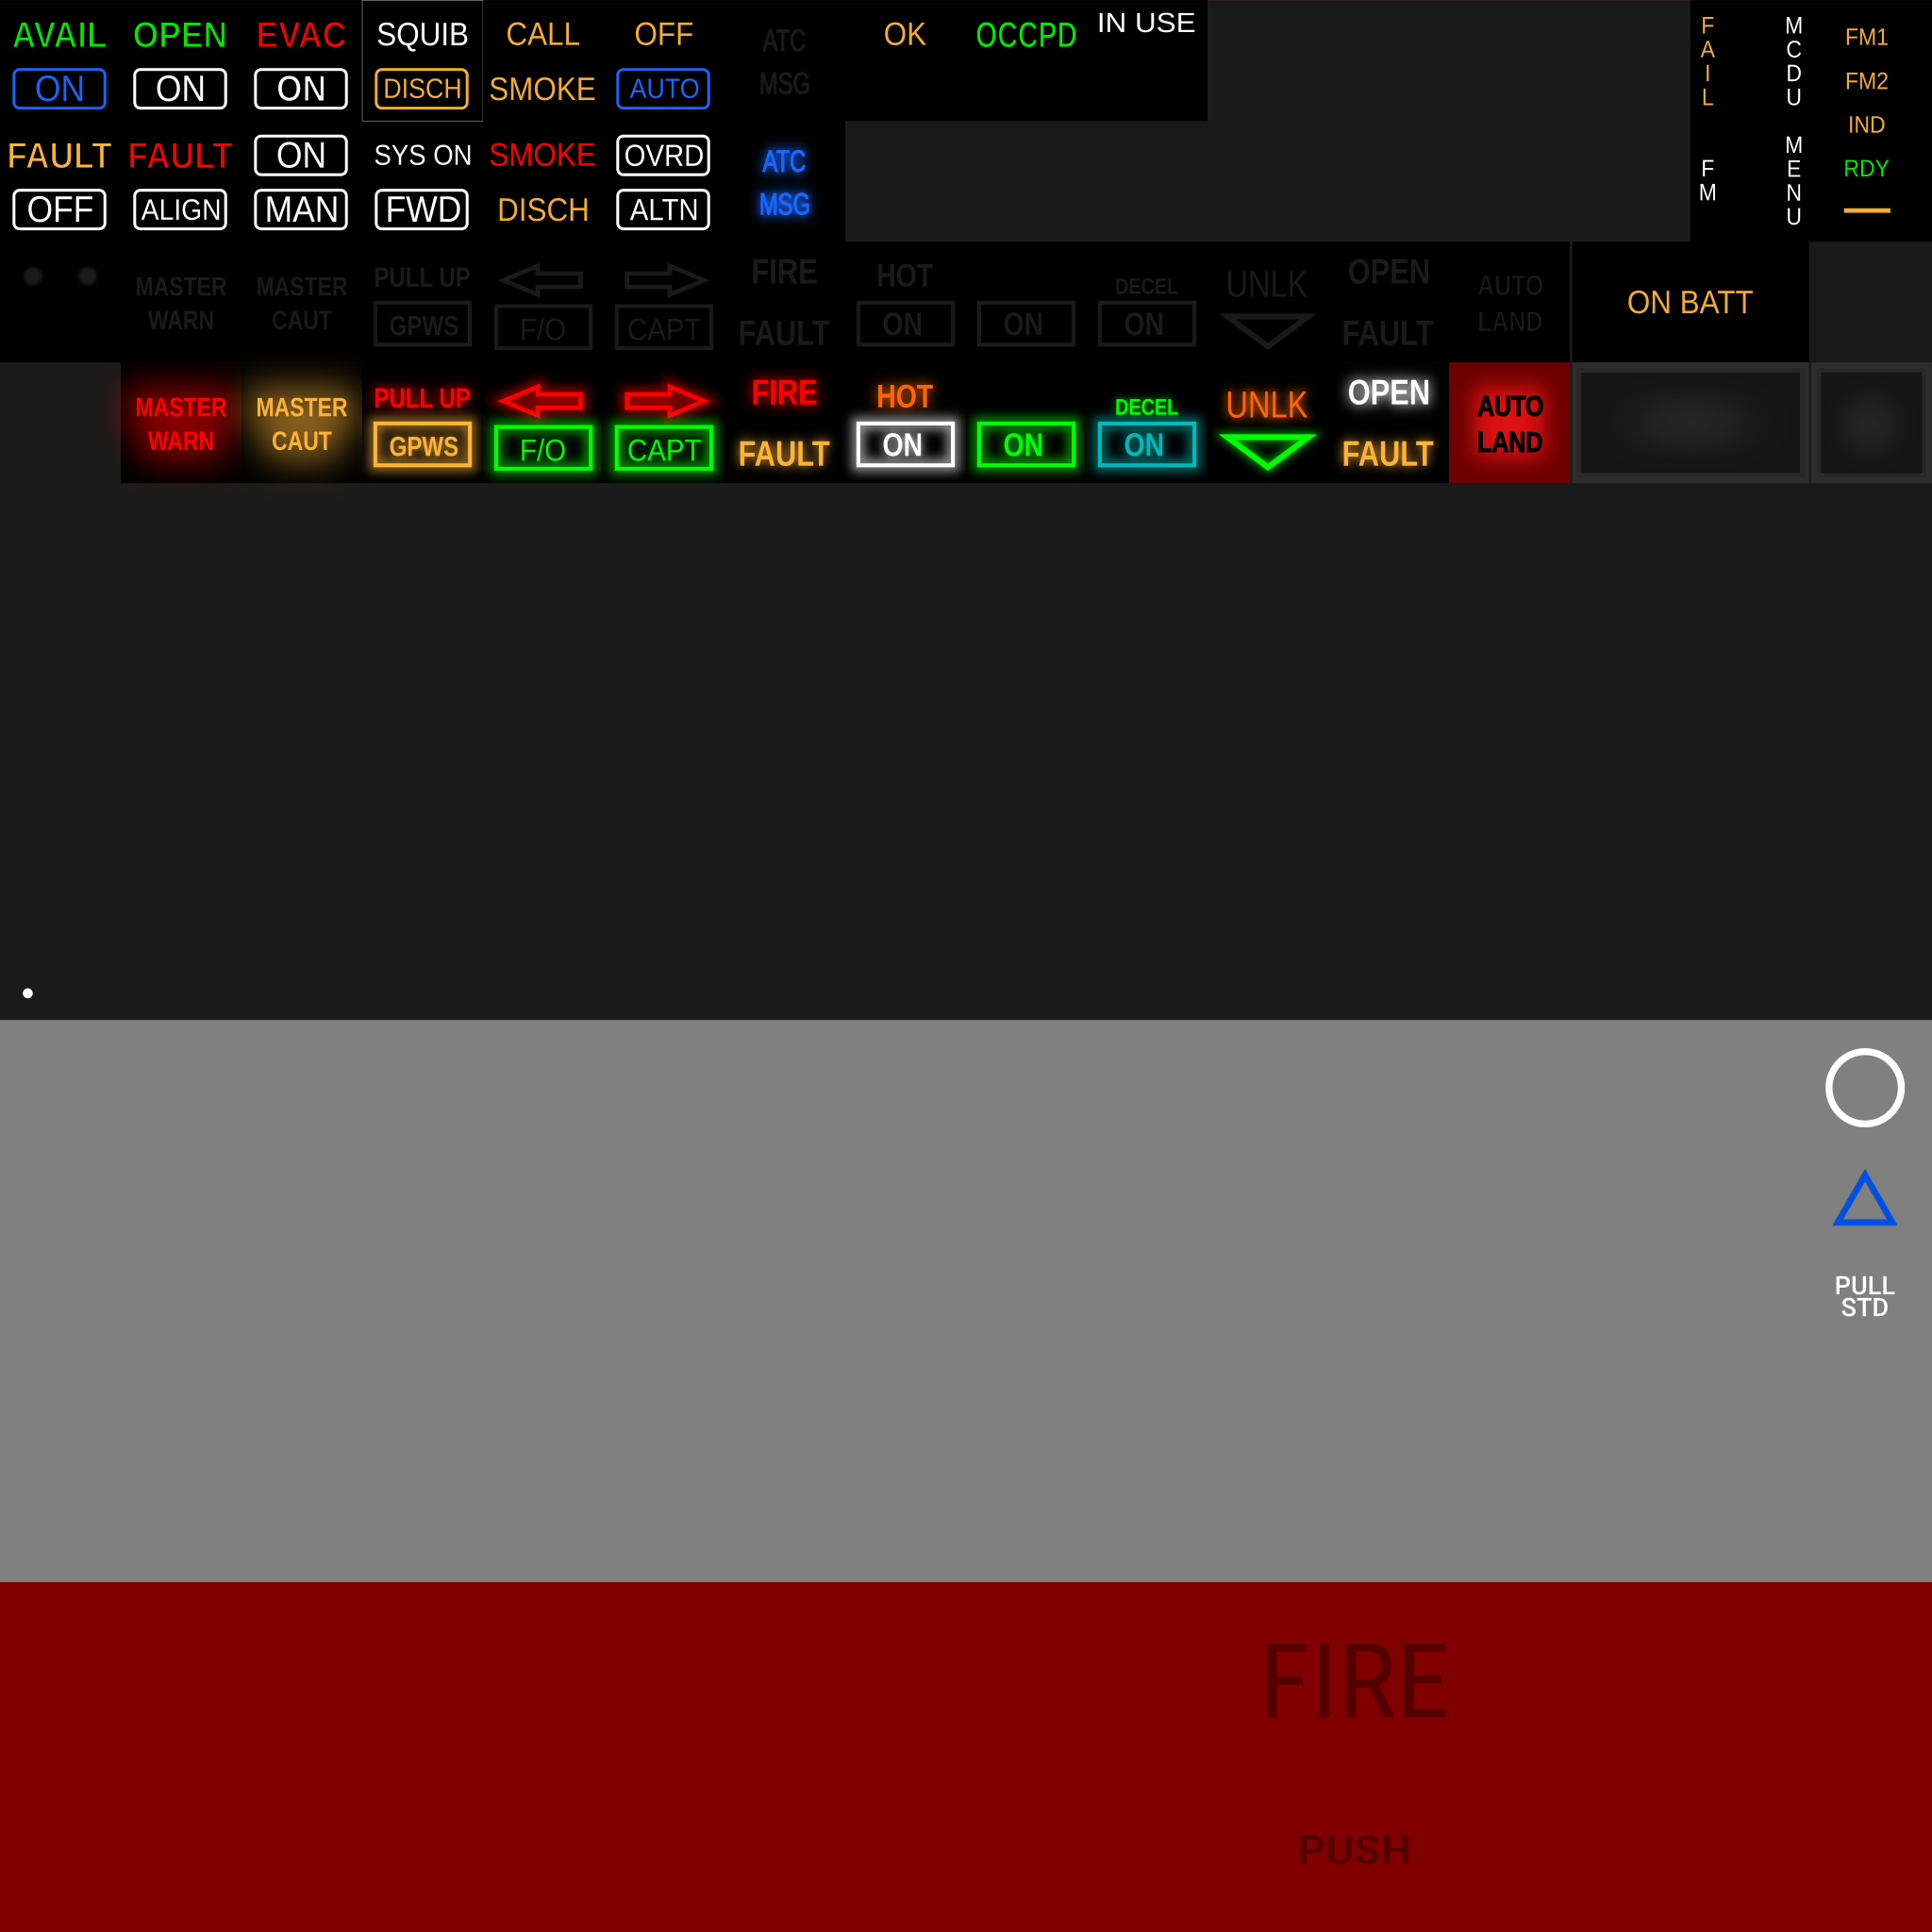 AVAIL OPEN EVAC SQUIB CALL OFF ATC OK OCCPD IN USE
ON ON ON DISCH SMOKE AUTO MSG
FAULT FAULT ON SYS ON SMOKE OVRD ATC
OFF ALIGN MAN FWD DISCH ALTN MSG
FAIL FM
MCDU MENU
FM1
FM2
IND
RDY
MASTER MASTER PULL UP FIRE HOT DECEL UNLK OPEN AUTO
WARN CAUT GPWS F/O CAPT FAULT ON ON ON FAULT LAND
ON BATT
MASTER MASTER PULL UP FIRE HOT DECEL UNLK OPEN AUTO
WARN CAUT GPWS F/O CAPT FAULT ON ON ON FAULT LAND
PULL
STD
FIRE
PUSH